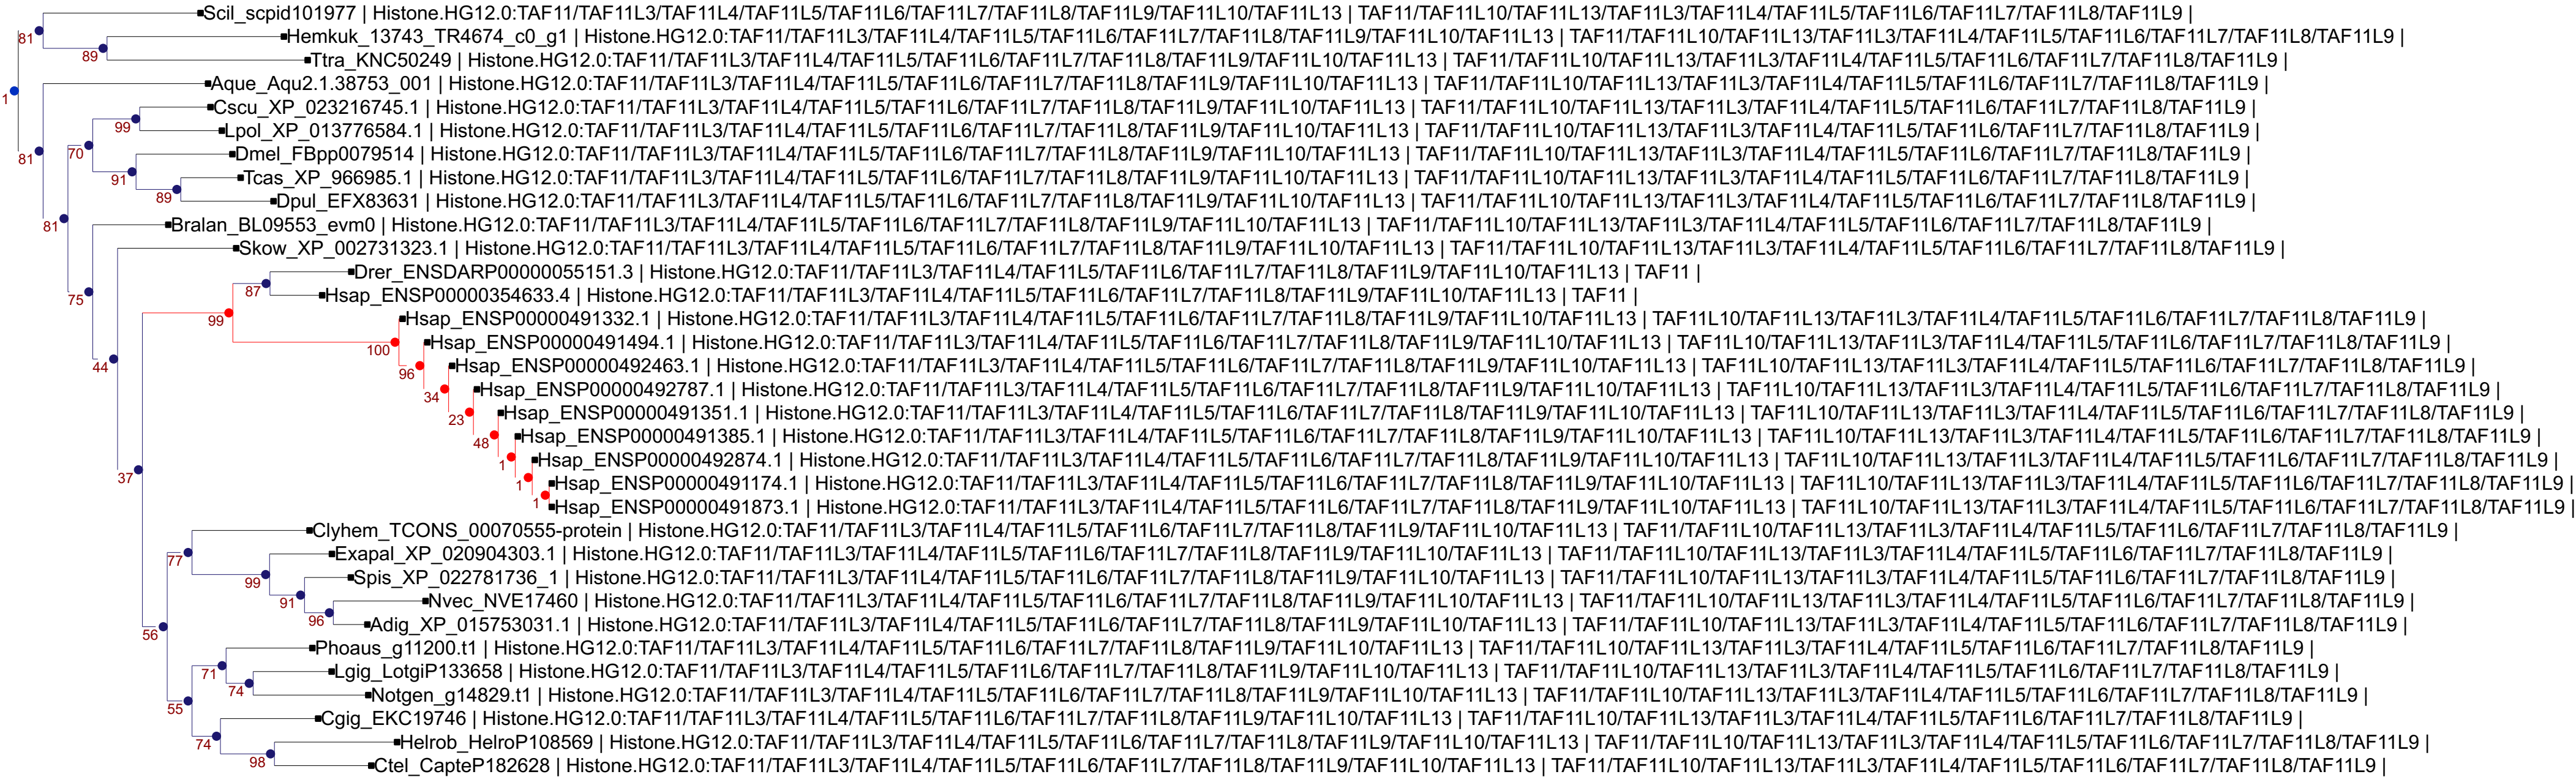 Scil_scpid101977 | Histone.HG12.0:TAF11/TAF11L3/TAF11L4/TAF11L5/TAF11L6/TAF11L7/TAF11L8/TAF11L9/TAF11L10/TAF11L13 | TAF11/TAF11L10/TAF11L13/TAF11L3/TAF11L4/TAF11L5/TAF11L6/TAF11L7/TAF11L8/TAF11L9 |
81
Hemkuk_13743_TR4674_c0_g1 | Histone.HG12.0:TAF11/TAF11L3/TAF11L4/TAF11L5/TAF11L6/TAF11L7/TAF11L8/TAF11L9/TAF11L10/TAF11L13 | TAF11/TAF11L10/TAF11L13/TAF11L3/TAF11L4/TAF11L5/TAF11L6/TAF11L7/TAF11L8/TAF11L9 |
89
Ttra_KNC50249 | Histone.HG12.0:TAF11/TAF11L3/TAF11L4/TAF11L5/TAF11L6/TAF11L7/TAF11L8/TAF11L9/TAF11L10/TAF11L13 | TAF11/TAF11L10/TAF11L13/TAF11L3/TAF11L4/TAF11L5/TAF11L6/TAF11L7/TAF11L8/TAF11L9 |
Aque_Aqu2.1.38753_001 | Histone.HG12.0:TAF11/TAF11L3/TAF11L4/TAF11L5/TAF11L6/TAF11L7/TAF11L8/TAF11L9/TAF11L10/TAF11L13 | TAF11/TAF11L10/TAF11L13/TAF11L3/TAF11L4/TAF11L5/TAF11L6/TAF11L7/TAF11L8/TAF11L9 |
1
Cscu_XP_023216745.1 | Histone.HG12.0:TAF11/TAF11L3/TAF11L4/TAF11L5/TAF11L6/TAF11L7/TAF11L8/TAF11L9/TAF11L10/TAF11L13 | TAF11/TAF11L10/TAF11L13/TAF11L3/TAF11L4/TAF11L5/TAF11L6/TAF11L7/TAF11L8/TAF11L9 |
99
Lpol_XP_013776584.1 | Histone.HG12.0:TAF11/TAF11L3/TAF11L4/TAF11L5/TAF11L6/TAF11L7/TAF11L8/TAF11L9/TAF11L10/TAF11L13 | TAF11/TAF11L10/TAF11L13/TAF11L3/TAF11L4/TAF11L5/TAF11L6/TAF11L7/TAF11L8/TAF11L9 |
81
70
Dmel_FBpp0079514 | Histone.HG12.0:TAF11/TAF11L3/TAF11L4/TAF11L5/TAF11L6/TAF11L7/TAF11L8/TAF11L9/TAF11L10/TAF11L13 | TAF11/TAF11L10/TAF11L13/TAF11L3/TAF11L4/TAF11L5/TAF11L6/TAF11L7/TAF11L8/TAF11L9 |
91
Tcas_XP_966985.1 | Histone.HG12.0:TAF11/TAF11L3/TAF11L4/TAF11L5/TAF11L6/TAF11L7/TAF11L8/TAF11L9/TAF11L10/TAF11L13 | TAF11/TAF11L10/TAF11L13/TAF11L3/TAF11L4/TAF11L5/TAF11L6/TAF11L7/TAF11L8/TAF11L9 |
89
Dpul_EFX83631 | Histone.HG12.0:TAF11/TAF11L3/TAF11L4/TAF11L5/TAF11L6/TAF11L7/TAF11L8/TAF11L9/TAF11L10/TAF11L13 | TAF11/TAF11L10/TAF11L13/TAF11L3/TAF11L4/TAF11L5/TAF11L6/TAF11L7/TAF11L8/TAF11L9 |
81
Bralan_BL09553_evm0 | Histone.HG12.0:TAF11/TAF11L3/TAF11L4/TAF11L5/TAF11L6/TAF11L7/TAF11L8/TAF11L9/TAF11L10/TAF11L13 | TAF11/TAF11L10/TAF11L13/TAF11L3/TAF11L4/TAF11L5/TAF11L6/TAF11L7/TAF11L8/TAF11L9 |
Skow_XP_002731323.1 | Histone.HG12.0:TAF11/TAF11L3/TAF11L4/TAF11L5/TAF11L6/TAF11L7/TAF11L8/TAF11L9/TAF11L10/TAF11L13 | TAF11/TAF11L10/TAF11L13/TAF11L3/TAF11L4/TAF11L5/TAF11L6/TAF11L7/TAF11L8/TAF11L9 |
Drer_ENSDARP00000055151.3 | Histone.HG12.0:TAF11/TAF11L3/TAF11L4/TAF11L5/TAF11L6/TAF11L7/TAF11L8/TAF11L9/TAF11L10/TAF11L13 | TAF11 |
75
87
Hsap_ENSP00000354633.4 | Histone.HG12.0:TAF11/TAF11L3/TAF11L4/TAF11L5/TAF11L6/TAF11L7/TAF11L8/TAF11L9/TAF11L10/TAF11L13 | TAF11 |
99
Hsap_ENSP00000491332.1 | Histone.HG12.0:TAF11/TAF11L3/TAF11L4/TAF11L5/TAF11L6/TAF11L7/TAF11L8/TAF11L9/TAF11L10/TAF11L13 | TAF11L10/TAF11L13/TAF11L3/TAF11L4/TAF11L5/TAF11L6/TAF11L7/TAF11L8/TAF11L9 |
100
Hsap_ENSP00000491494.1 | Histone.HG12.0:TAF11/TAF11L3/TAF11L4/TAF11L5/TAF11L6/TAF11L7/TAF11L8/TAF11L9/TAF11L10/TAF11L13 | TAF11L10/TAF11L13/TAF11L3/TAF11L4/TAF11L5/TAF11L6/TAF11L7/TAF11L8/TAF11L9 |
44
96
Hsap_ENSP00000492463.1 | Histone.HG12.0:TAF11/TAF11L3/TAF11L4/TAF11L5/TAF11L6/TAF11L7/TAF11L8/TAF11L9/TAF11L10/TAF11L13 | TAF11L10/TAF11L13/TAF11L3/TAF11L4/TAF11L5/TAF11L6/TAF11L7/TAF11L8/TAF11L9 |
34
Hsap_ENSP00000492787.1 | Histone.HG12.0:TAF11/TAF11L3/TAF11L4/TAF11L5/TAF11L6/TAF11L7/TAF11L8/TAF11L9/TAF11L10/TAF11L13 | TAF11L10/TAF11L13/TAF11L3/TAF11L4/TAF11L5/TAF11L6/TAF11L7/TAF11L8/TAF11L9 |
23
Hsap_ENSP00000491351.1 | Histone.HG12.0:TAF11/TAF11L3/TAF11L4/TAF11L5/TAF11L6/TAF11L7/TAF11L8/TAF11L9/TAF11L10/TAF11L13 | TAF11L10/TAF11L13/TAF11L3/TAF11L4/TAF11L5/TAF11L6/TAF11L7/TAF11L8/TAF11L9 |
48
Hsap_ENSP00000491385.1 | Histone.HG12.0:TAF11/TAF11L3/TAF11L4/TAF11L5/TAF11L6/TAF11L7/TAF11L8/TAF11L9/TAF11L10/TAF11L13 | TAF11L10/TAF11L13/TAF11L3/TAF11L4/TAF11L5/TAF11L6/TAF11L7/TAF11L8/TAF11L9 |
1
Hsap_ENSP00000492874.1 | Histone.HG12.0:TAF11/TAF11L3/TAF11L4/TAF11L5/TAF11L6/TAF11L7/TAF11L8/TAF11L9/TAF11L10/TAF11L13 | TAF11L10/TAF11L13/TAF11L3/TAF11L4/TAF11L5/TAF11L6/TAF11L7/TAF11L8/TAF11L9 |
37
1
Hsap_ENSP00000491174.1 | Histone.HG12.0:TAF11/TAF11L3/TAF11L4/TAF11L5/TAF11L6/TAF11L7/TAF11L8/TAF11L9/TAF11L10/TAF11L13 | TAF11L10/TAF11L13/TAF11L3/TAF11L4/TAF11L5/TAF11L6/TAF11L7/TAF11L8/TAF11L9 |
1
Hsap_ENSP00000491873.1 | Histone.HG12.0:TAF11/TAF11L3/TAF11L4/TAF11L5/TAF11L6/TAF11L7/TAF11L8/TAF11L9/TAF11L10/TAF11L13 | TAF11L10/TAF11L13/TAF11L3/TAF11L4/TAF11L5/TAF11L6/TAF11L7/TAF11L8/TAF11L9 |
Clyhem_TCONS_00070555-protein | Histone.HG12.0:TAF11/TAF11L3/TAF11L4/TAF11L5/TAF11L6/TAF11L7/TAF11L8/TAF11L9/TAF11L10/TAF11L13 | TAF11/TAF11L10/TAF11L13/TAF11L3/TAF11L4/TAF11L5/TAF11L6/TAF11L7/TAF11L8/TAF11L9 |
77
Exapal_XP_020904303.1 | Histone.HG12.0:TAF11/TAF11L3/TAF11L4/TAF11L5/TAF11L6/TAF11L7/TAF11L8/TAF11L9/TAF11L10/TAF11L13 | TAF11/TAF11L10/TAF11L13/TAF11L3/TAF11L4/TAF11L5/TAF11L6/TAF11L7/TAF11L8/TAF11L9 |
99
Spis_XP_022781736_1 | Histone.HG12.0:TAF11/TAF11L3/TAF11L4/TAF11L5/TAF11L6/TAF11L7/TAF11L8/TAF11L9/TAF11L10/TAF11L13 | TAF11/TAF11L10/TAF11L13/TAF11L3/TAF11L4/TAF11L5/TAF11L6/TAF11L7/TAF11L8/TAF11L9 |
91
Nvec_NVE17460 | Histone.HG12.0:TAF11/TAF11L3/TAF11L4/TAF11L5/TAF11L6/TAF11L7/TAF11L8/TAF11L9/TAF11L10/TAF11L13 | TAF11/TAF11L10/TAF11L13/TAF11L3/TAF11L4/TAF11L5/TAF11L6/TAF11L7/TAF11L8/TAF11L9 |
96
Adig_XP_015753031.1 | Histone.HG12.0:TAF11/TAF11L3/TAF11L4/TAF11L5/TAF11L6/TAF11L7/TAF11L8/TAF11L9/TAF11L10/TAF11L13 | TAF11/TAF11L10/TAF11L13/TAF11L3/TAF11L4/TAF11L5/TAF11L6/TAF11L7/TAF11L8/TAF11L9 |
56
Phoaus_g11200.t1 | Histone.HG12.0:TAF11/TAF11L3/TAF11L4/TAF11L5/TAF11L6/TAF11L7/TAF11L8/TAF11L9/TAF11L10/TAF11L13 | TAF11/TAF11L10/TAF11L13/TAF11L3/TAF11L4/TAF11L5/TAF11L6/TAF11L7/TAF11L8/TAF11L9 |
71
Lgig_LotgiP133658 | Histone.HG12.0:TAF11/TAF11L3/TAF11L4/TAF11L5/TAF11L6/TAF11L7/TAF11L8/TAF11L9/TAF11L10/TAF11L13 | TAF11/TAF11L10/TAF11L13/TAF11L3/TAF11L4/TAF11L5/TAF11L6/TAF11L7/TAF11L8/TAF11L9 |
74
Notgen_g14829.t1 | Histone.HG12.0:TAF11/TAF11L3/TAF11L4/TAF11L5/TAF11L6/TAF11L7/TAF11L8/TAF11L9/TAF11L10/TAF11L13 | TAF11/TAF11L10/TAF11L13/TAF11L3/TAF11L4/TAF11L5/TAF11L6/TAF11L7/TAF11L8/TAF11L9 |
55
Cgig_EKC19746 | Histone.HG12.0:TAF11/TAF11L3/TAF11L4/TAF11L5/TAF11L6/TAF11L7/TAF11L8/TAF11L9/TAF11L10/TAF11L13 | TAF11/TAF11L10/TAF11L13/TAF11L3/TAF11L4/TAF11L5/TAF11L6/TAF11L7/TAF11L8/TAF11L9 |
74
Helrob_HelroP108569 | Histone.HG12.0:TAF11/TAF11L3/TAF11L4/TAF11L5/TAF11L6/TAF11L7/TAF11L8/TAF11L9/TAF11L10/TAF11L13 | TAF11/TAF11L10/TAF11L13/TAF11L3/TAF11L4/TAF11L5/TAF11L6/TAF11L7/TAF11L8/TAF11L9 |
98
Ctel_CapteP182628 | Histone.HG12.0:TAF11/TAF11L3/TAF11L4/TAF11L5/TAF11L6/TAF11L7/TAF11L8/TAF11L9/TAF11L10/TAF11L13 | TAF11/TAF11L10/TAF11L13/TAF11L3/TAF11L4/TAF11L5/TAF11L6/TAF11L7/TAF11L8/TAF11L9 |